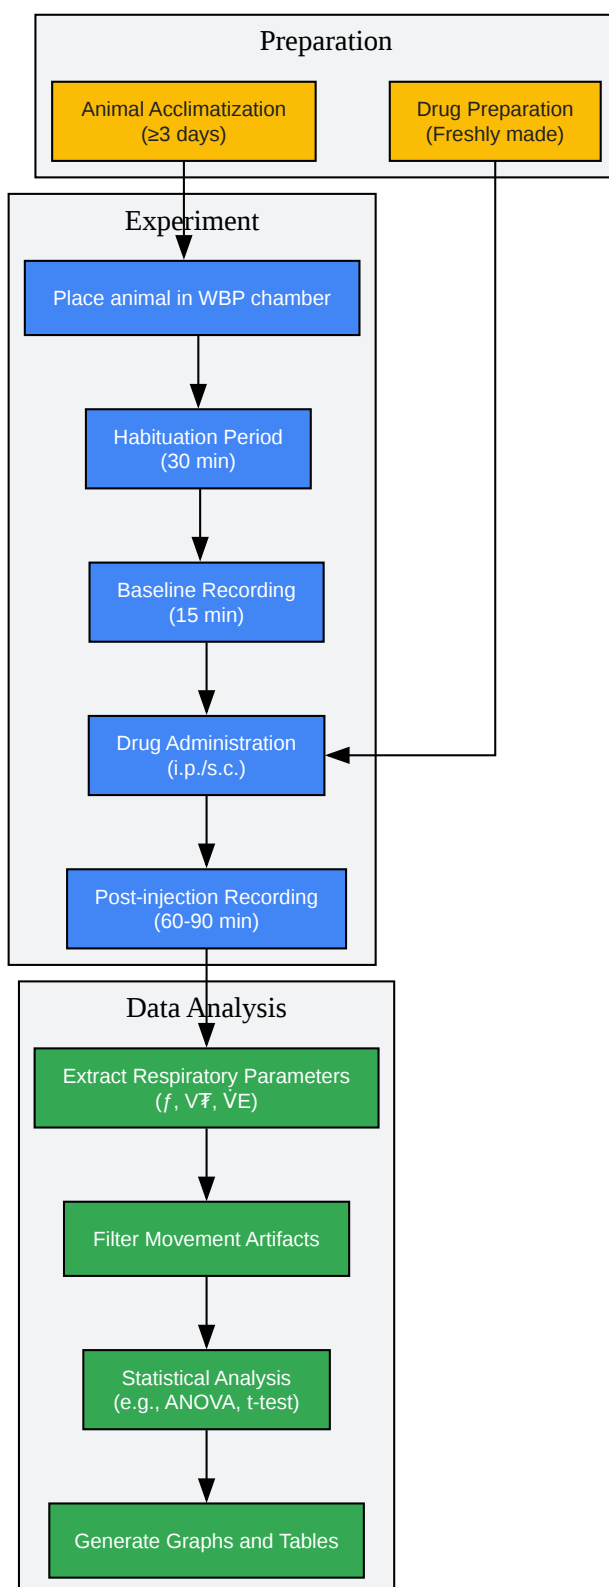 Preparation
Animal Acclimatization
(≥3 days)
Drug Preparation
(Freshly made)
Experiment
Place animal in WBP chamber
Habituation Period
(30 min)
Baseline Recording
(15 min)
Drug Administration
(i.p./s.c.)
Post-injection Recording
(60-90 min)
Data Analysis
Extract Respiratory Parameters
(ƒ, V₮, V̇E)
Filter Movement Artifacts
Statistical Analysis
(e.g., ANOVA, t-test)
Generate Graphs and Tables